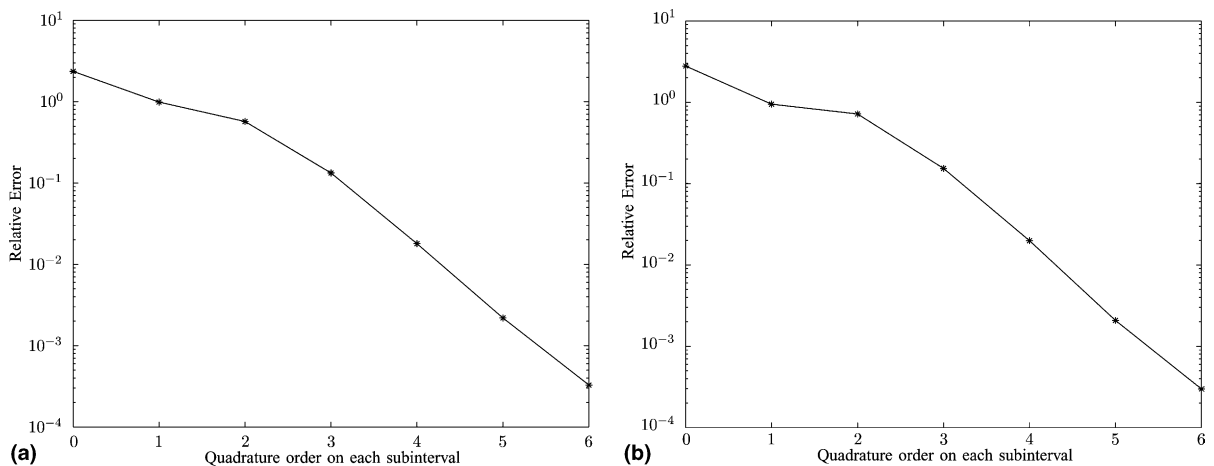 10^1
10^0
10^-1
10^-2
10^-3
10^-4
Relative Error
0 1 2 3 4 5 6
Quadrature order on each subinterval
(a)
10^1
10^0
10^-1
10^-2
10^-3
10^-4
Relative Error
0 1 2 3 4 5 6
Quadrature order on each subinterval
(b)